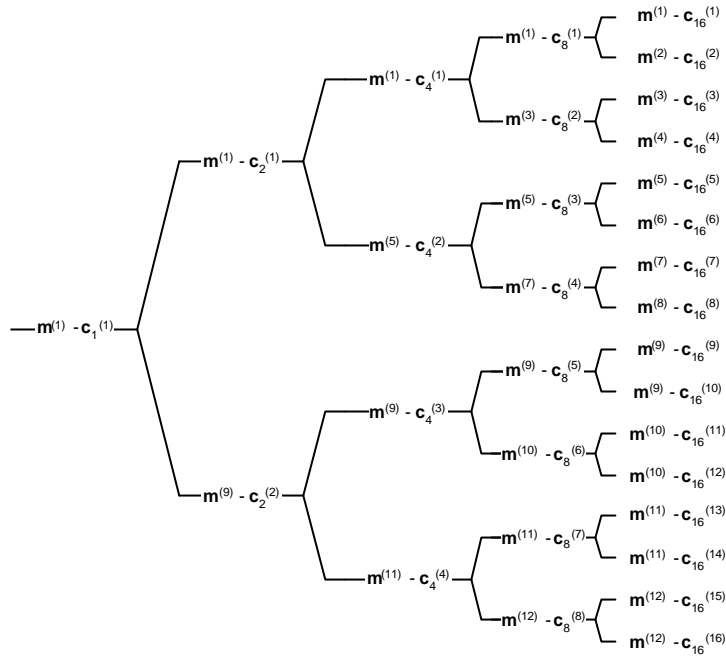 m(1) - c1(1)
m(1) - c2(1)
m(9) - c2(2)
m(1) - c4(1)
m(5) - c4(2)
m(9) - c4(3)
m(11) - c4(4)
m(1) - c8(1)
m(3) - c8(2)
m(5) - c8(3)
m(7) - c8(4)
m(9) - c8(5)
m(10) - c8(6)
m(11) - c8(7)
m(12) - c8(8)
m(1) - c16(1)
m(2) - c16(2)
m(3) - c16(3)
m(4) - c16(4)
m(5) - c16(5)
m(6) - c16(6)
m(7) - c16(7)
m(8) - c16(8)
m(9) - c16(9)
m(9) - c16(10)
m(10) - c16(11)
m(10) - c16(12)
m(11) - c16(13)
m(11) - c16(14)
m(12) - c16(15)
m(12) - c16(16)